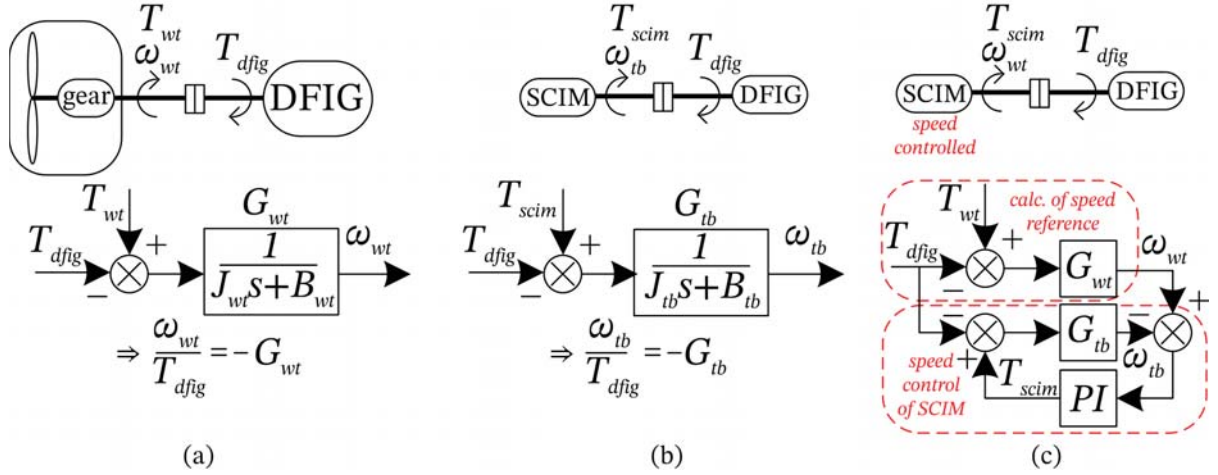 T_wt
ω_wt
T_dfig
gear
DFIG
T_wt
G_wt
T_dfig
+
−
1
J_wt s+B_wt
ω_wt
⇒ ω_wt / T_dfig = −G_wt
(a)
T_scim
ω_tb
T_dfig
SCIM
DFIG
T_scim
G_tb
T_dfig
+
−
1
J_tb s+B_tb
ω_tb
⇒ ω_tb / T_dfig = −G_tb
(b)
T_scim
ω_wt
T_dfig
SCIM
DFIG
speed
controlled
T_wt
calc. of speed
reference
T_dfig
+
−
G_wt
ω_wt
+
−
G_tb
−
+
ω_tb
speed
control
of SCIM
T_scim
PI
(c)